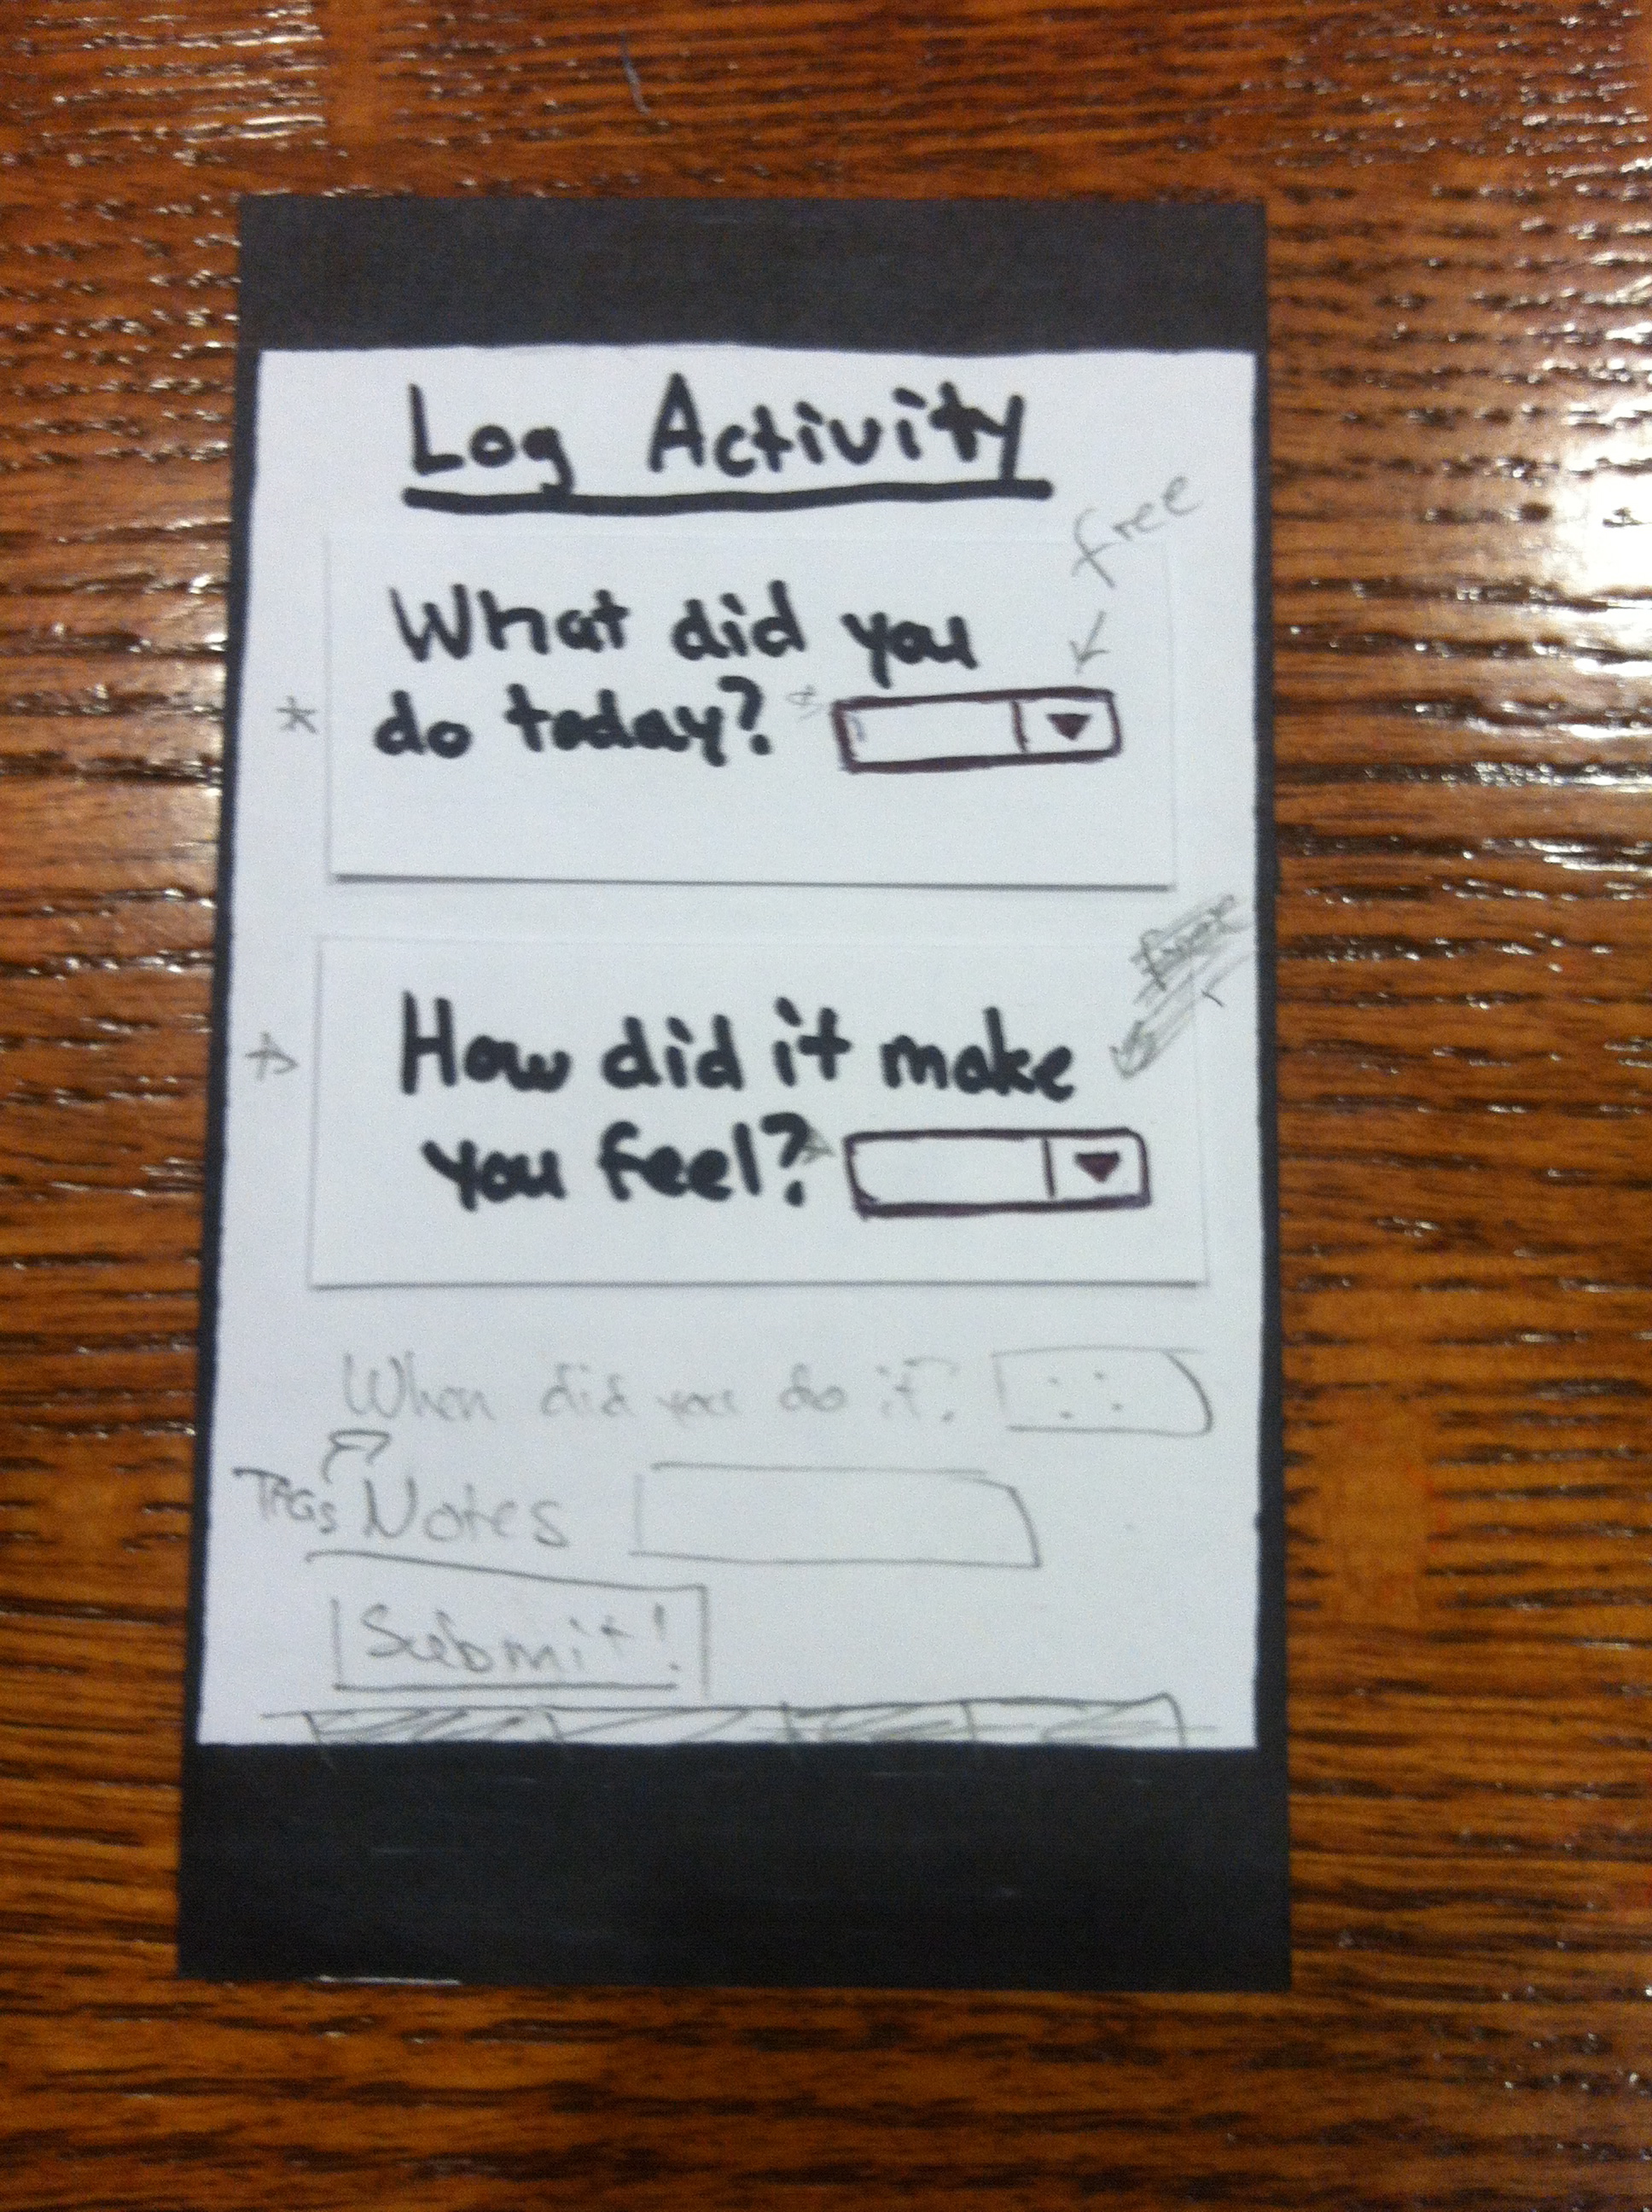 Log Activity
free
What did you
* do today? *
How did it make
you feel?
When did you do it? : :
TAGS Notes
Submit!